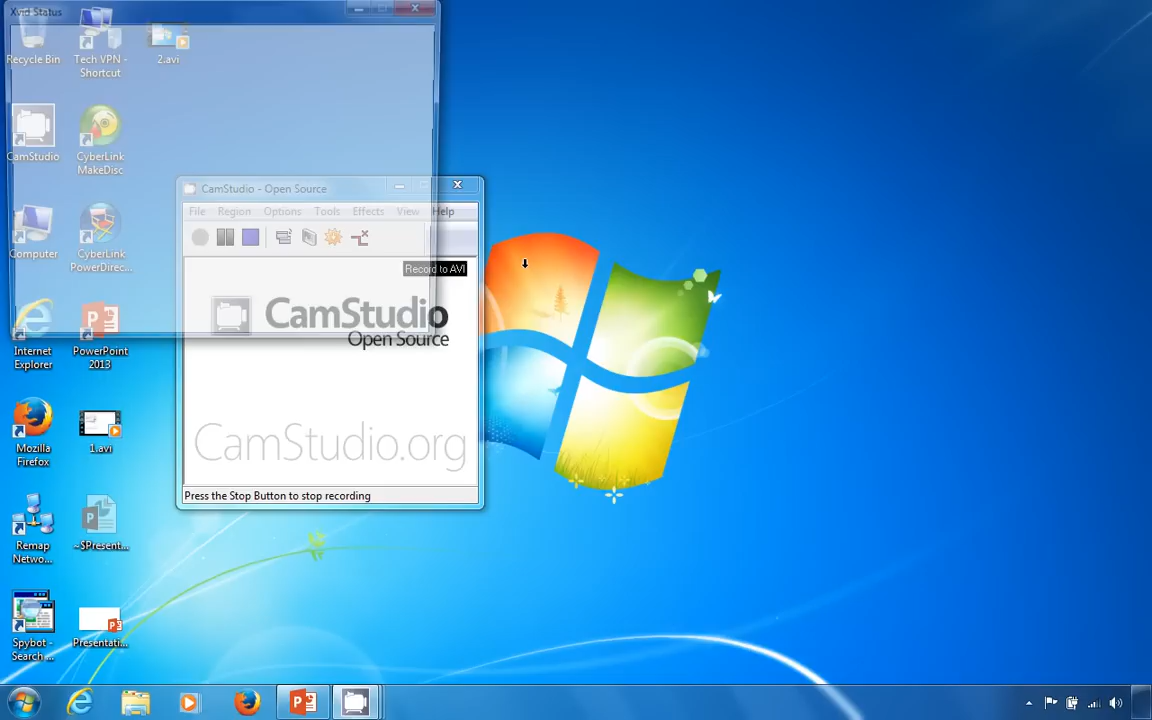 Xvid Status
Recycle Bin
Tech VPN -
Shortcut
2.avi
CamStudio
CyberLink
MakeDisc
Computer
CyberLink
PowerDirec...
Internet
Explorer
PowerPoint
2013
Mozilla
Firefox
1.avi
Remap
Netwo...
~$Present...
Spybot -
Search ...
Presentati...
CamStudio - Open Source
File Region Options Tools Effects View Help
Record to AVI
CamStudio
Open Source
CamStudio.org
Press the Stop Button to stop recording